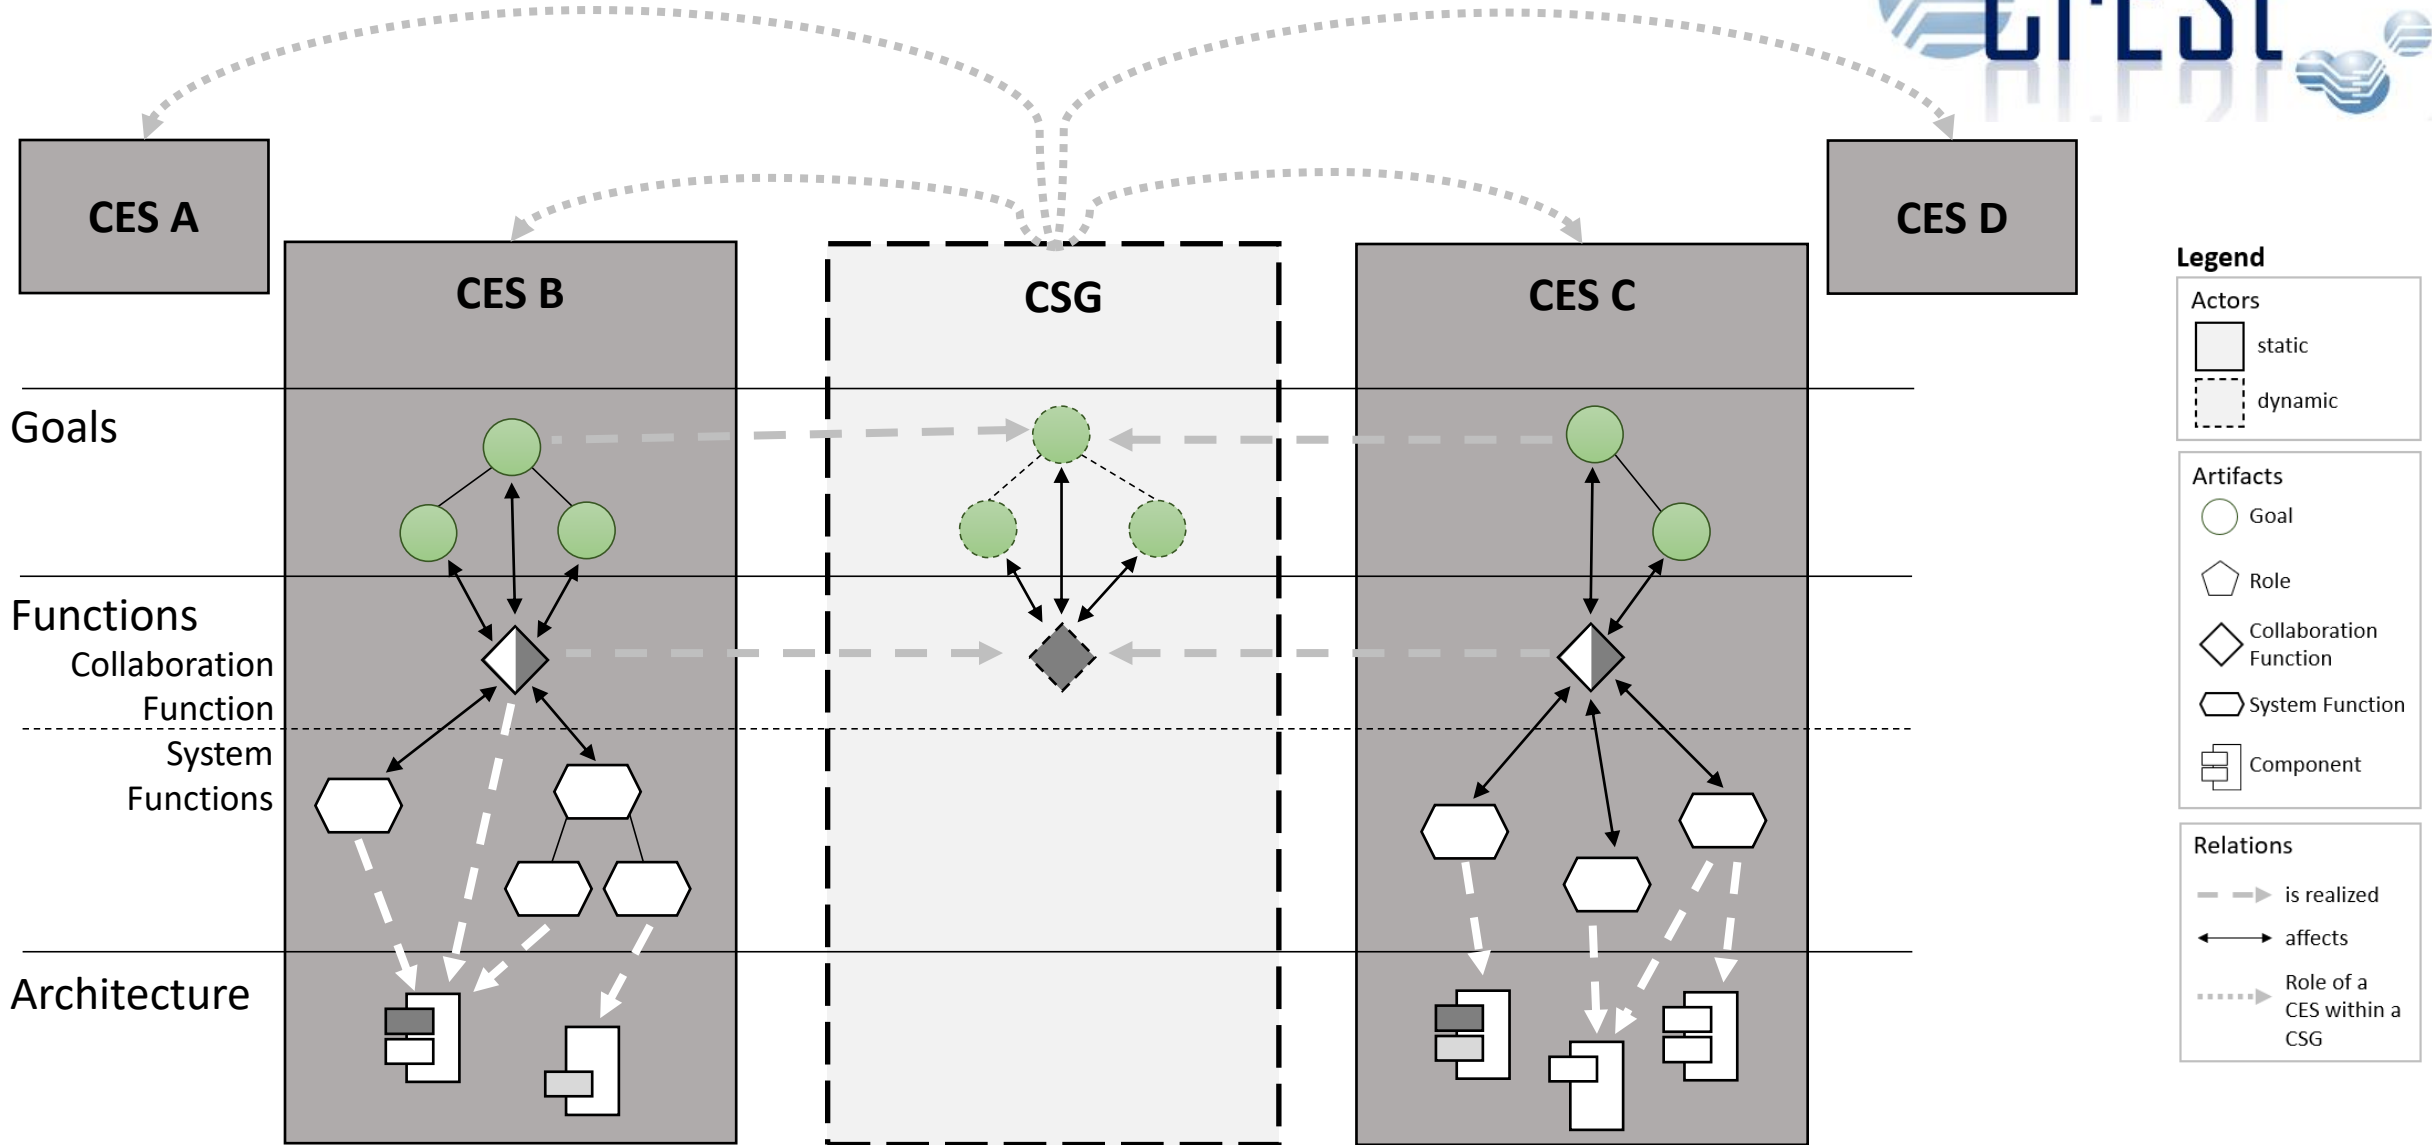 CES A
CES D
CES B
CSG
CES C
Goals
Functions
Collaboration
Function
System
Functions
Architecture
Legend
Actors
static
dynamic
Artifacts
Goal
Role
Collaboration
Function
System Function
Component
Relations
is realized
affects
Role of a
CES within a
CSG